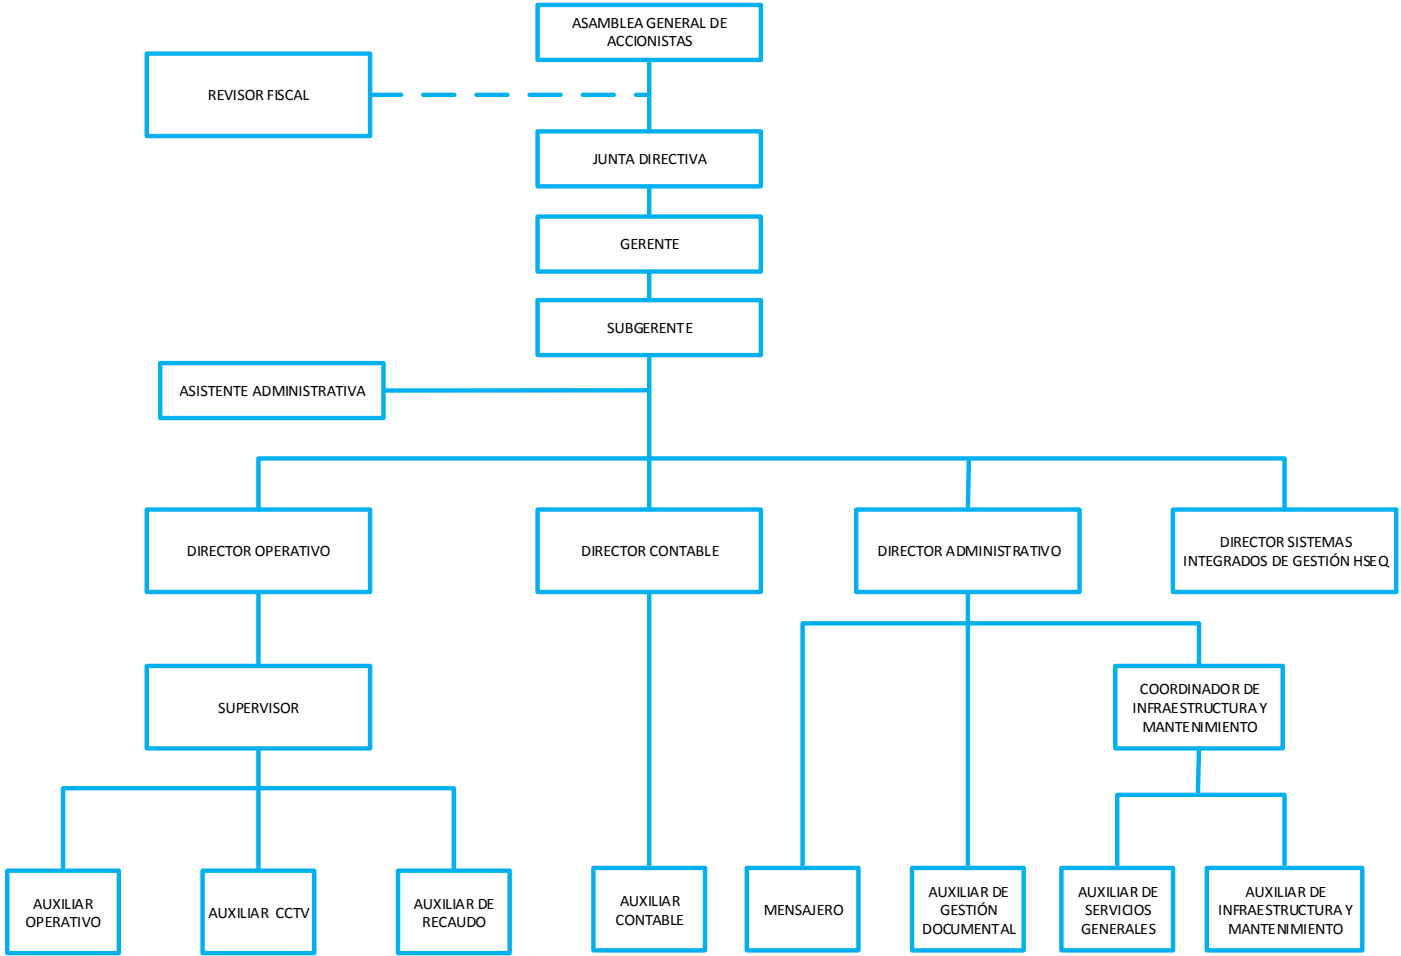 ASAMBLEA GENERAL DE
ACCIONISTAS
REVISOR FISCAL
JUNTA DIRECTIVA
GERENTE
SUBGERENTE
ASISTENTE ADMINISTRATIVA
DIRECTOR OPERATIVO
DIRECTOR CONTABLE
DIRECTOR ADMINISTRATIVO
DIRECTOR SISTEMAS
INTEGRADOS DE GESTIÓN HSEQ
SUPERVISOR
COORDINADOR DE
INFRAESTRUCTURA Y
MANTENIMIENTO
AUXILIAR
OPERATIVO
AUXILIAR CCTV
AUXILIAR DE
RECAUDO
AUXILIAR
CONTABLE
MENSAJERO
AUXILIAR DE
GESTIÓN
DOCUMENTAL
AUXILIAR DE
SERVICIOS
GENERALES
AUXILIAR DE
INFRAESTRUCTURA Y
MANTENIMIENTO